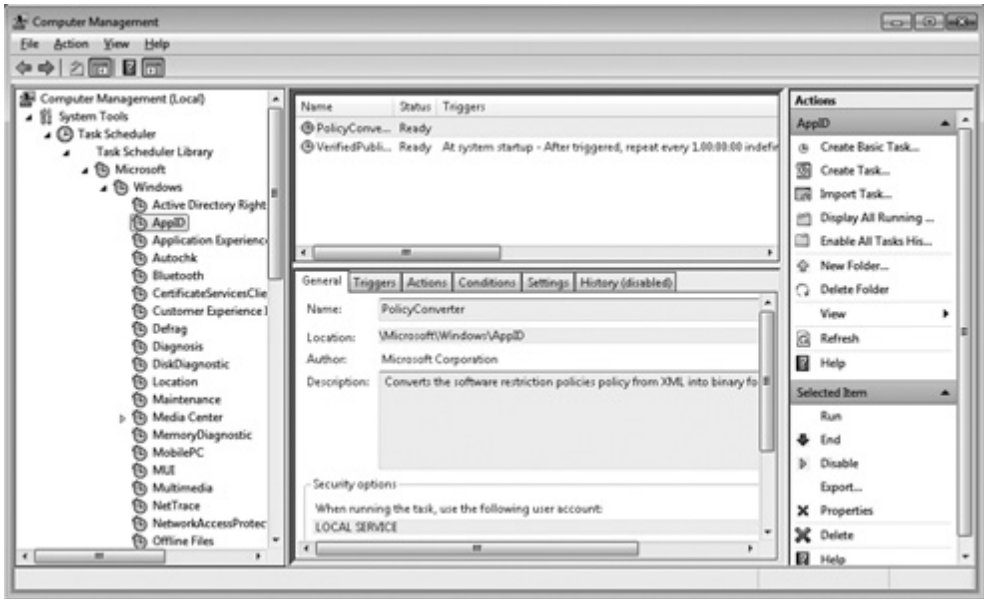 Computer Management
File Action View Help
Computer Management (Local)
System Tools
Task Scheduler
Task Scheduler Library
Microsoft
Windows
Active Directory Right
AppID
Application Experience
Autochk
Bluetooth
CertificateServicesClie
Customer Experience I
Defrag
Diagnosis
DiskDiagnostic
Location
Maintenance
Media Center
MemoryDiagnostic
MobilePC
MUI
Multimedia
NetTrace
NetworkAccessProtec
Offline Files
Name Status Triggers
PolicyConve... Ready
VerifiedPubli... Ready At system startup - After triggered, repeat every 1.00:00:00 indefin
General Triggers Actions Conditions Settings History (disabled)
Name: PolicyConverter
Location: \Microsoft\Windows\AppID
Author: Microsoft Corporation
Description: Converts the software restriction policies policy from XML into binary fo
Security options
When running the task, use the following user account:
LOCAL SERVICE
Actions
AppID
Create Basic Task...
Create Task...
Import Task...
Display All Running ...
Enable All Tasks His...
New Folder...
Delete Folder
View
Refresh
Help
Selected Item
Run
End
Disable
Export...
Properties
Delete
Help